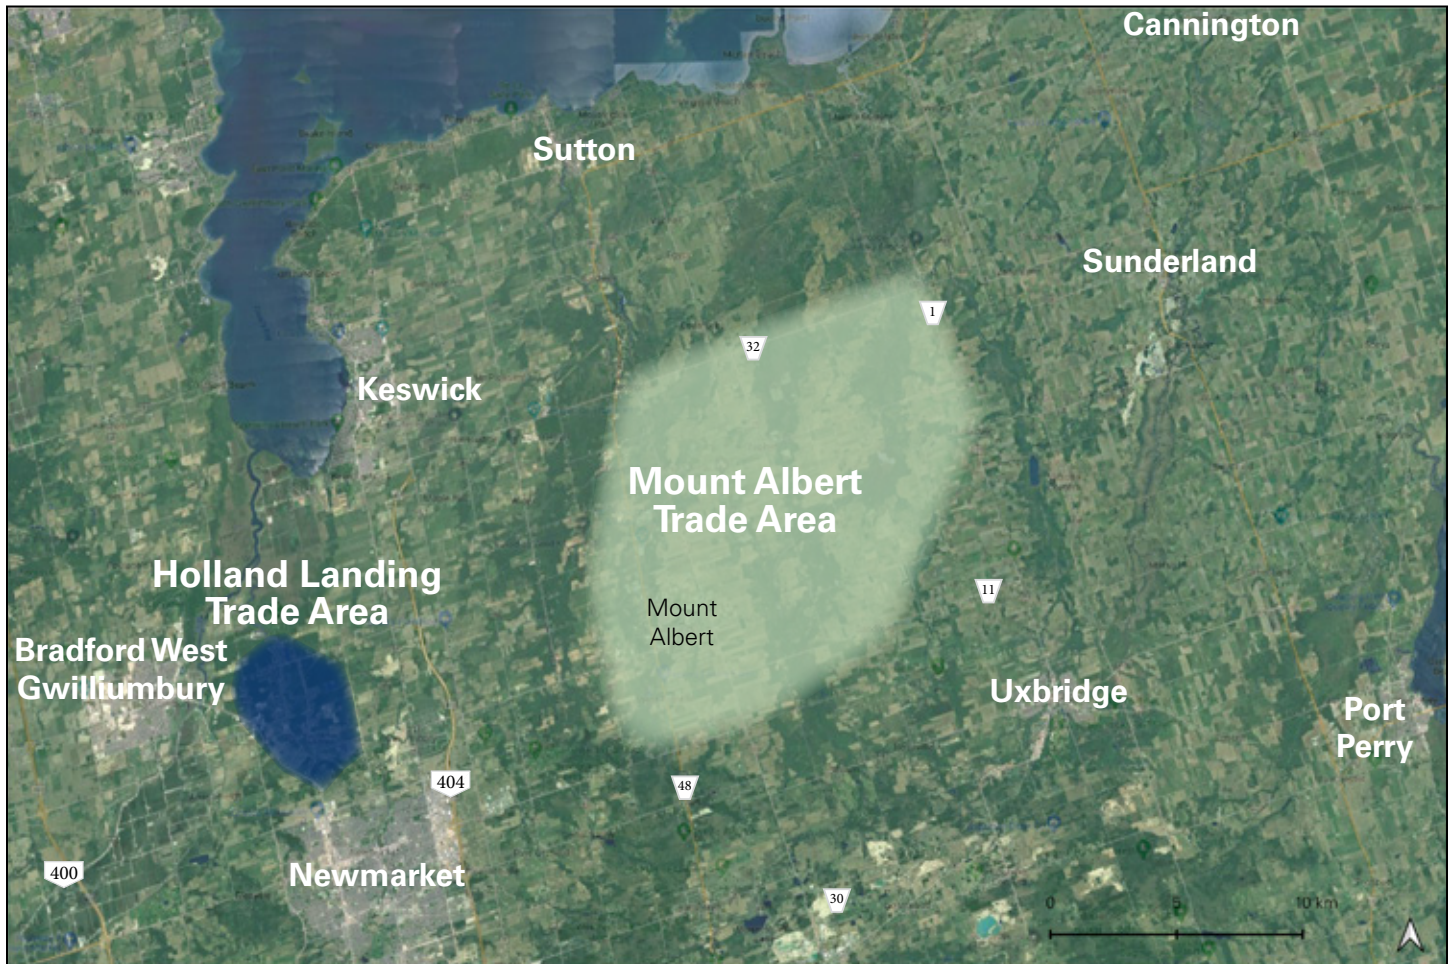 Cannington
Sutton
Sunderland
1
32
Keswick
Mount Albert
Trade Area
Holland Landing
Trade Area
11
Mount
Albert
Bradford West
Gwilliumbury
Uxbridge
Port
Perry
404
48
400
Newmarket
30
0 5 10 km